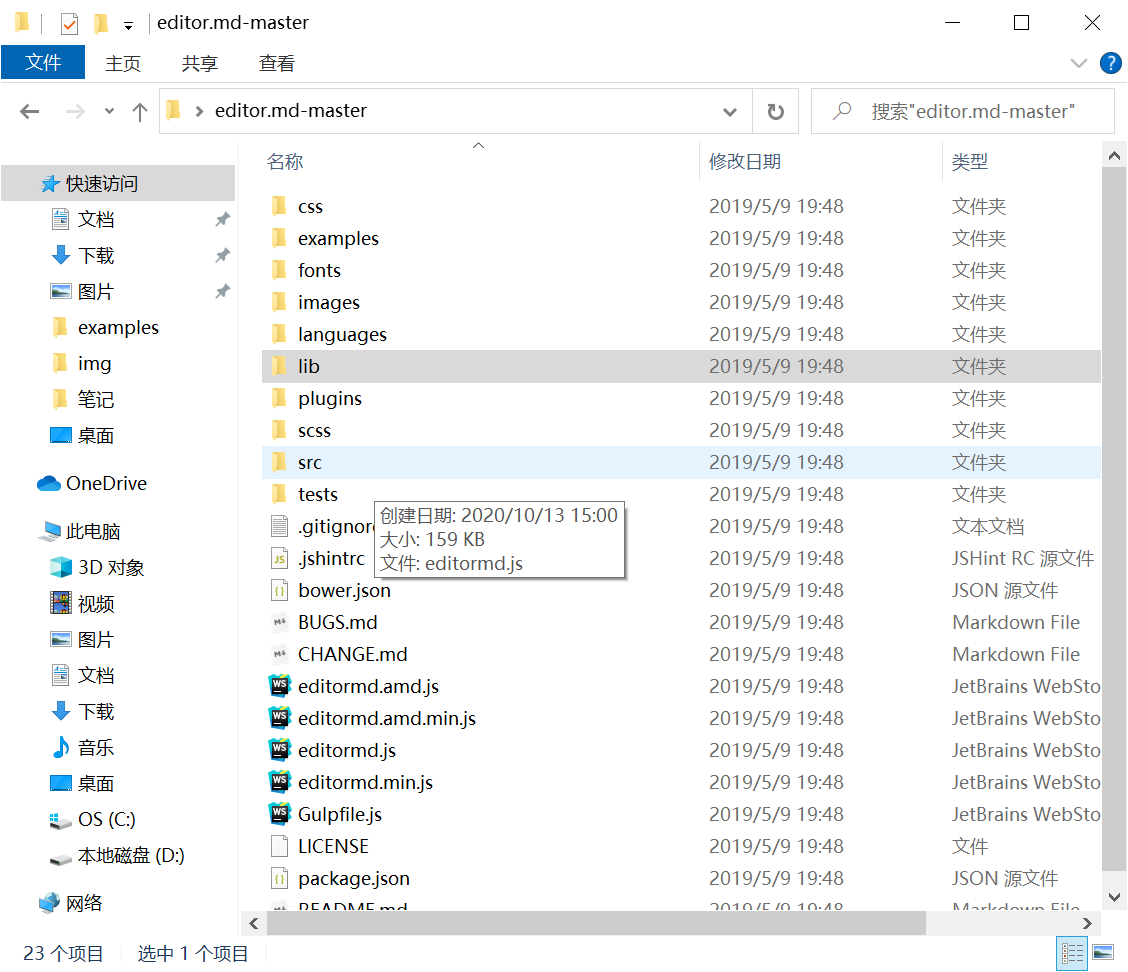 editor.md-master
文件 主页 共享 查看
editor.md-master 搜索"editor.md-master"
名称 修改日期 类型
快速访问
文档
下载
图片
examples
img
笔记
桌面
OneDrive
此电脑
3D 对象
视频
图片
文档
下载
音乐
桌面
OS (C:)
本地磁盘 (D:)
网络
css 2019/5/9 19:48 文件夹
examples 2019/5/9 19:48 文件夹
fonts 2019/5/9 19:48 文件夹
images 2019/5/9 19:48 文件夹
languages 2019/5/9 19:48 文件夹
lib 2019/5/9 19:48 文件夹
plugins 2019/5/9 19:48 文件夹
scss 2019/5/9 19:48 文件夹
src 2019/5/9 19:48 文件夹
tests 2019/5/9 19:48 文件夹
.gitignor 2019/5/9 19:48 文本文档
.jshintrc 2019/5/9 19:48 JSHint RC 源文件
bower.json 2019/5/9 19:48 JSON 源文件
BUGS.md 2019/5/9 19:48 Markdown File
CHANGE.md 2019/5/9 19:48 Markdown File
editormd.amd.js 2019/5/9 19:48 JetBrains WebSto
editormd.amd.min.js 2019/5/9 19:48 JetBrains WebSto
editormd.js 2019/5/9 19:48 JetBrains WebSto
editormd.min.js 2019/5/9 19:48 JetBrains WebSto
Gulpfile.js 2019/5/9 19:48 JetBrains WebSto
LICENSE 2019/5/9 19:48 文件
package.json 2019/5/9 19:48 JSON 源文件
README.md 2019/5/9 19:48 Markdown File
创建日期: 2020/10/13 15:00
大小: 159 KB
文件: editormd.js
23 个项目 选中 1 个项目